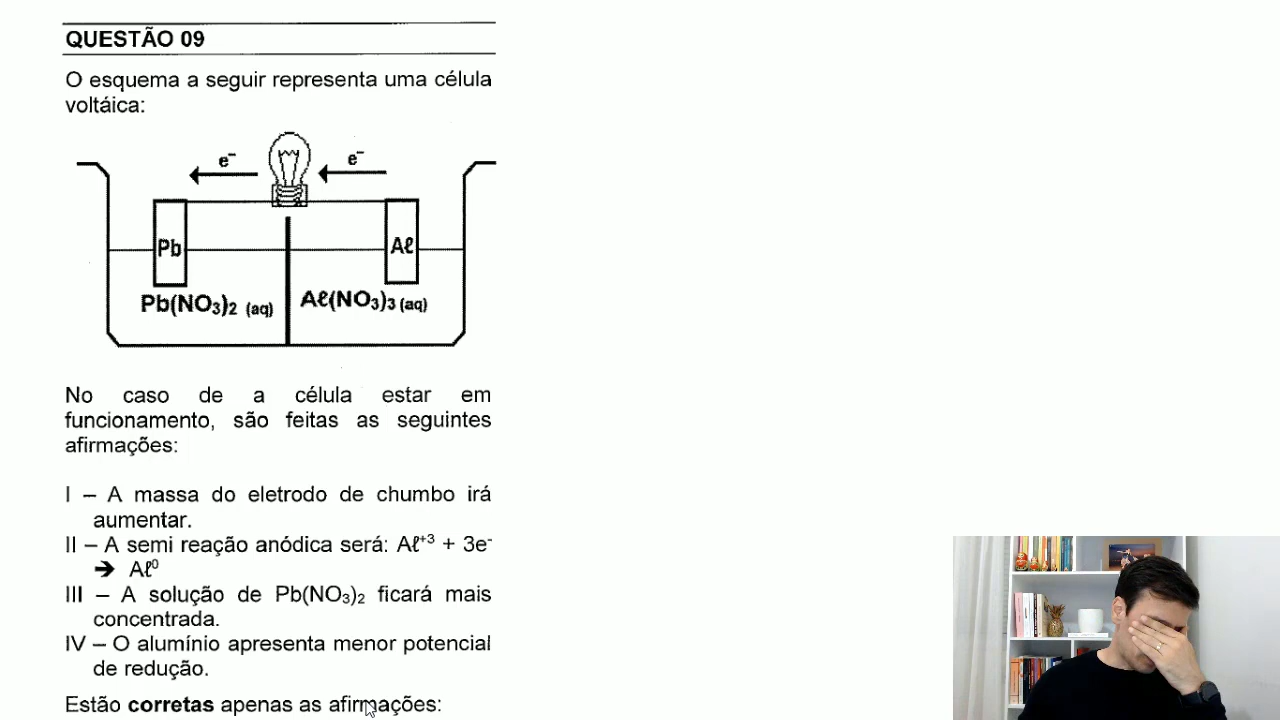 QUESTÃO 09
O esquema a seguir representa uma célula
voltáica:
e⁻ e⁻
Pb Aℓ
Pb(NO₃)₂ (aq) Aℓ(NO₃)₃ (aq)
No caso de a célula estar em
funcionamento, são feitas as seguintes
afirmações:
I – A massa do eletrodo de chumbo irá
aumentar.
II – A semi reação anódica será: Aℓ⁺³ + 3e⁻
➔ Aℓ⁰
III – A solução de Pb(NO₃)₂ ficará mais
concentrada.
IV – O alumínio apresenta menor potencial
de redução.
Estão corretas apenas as afirmações: